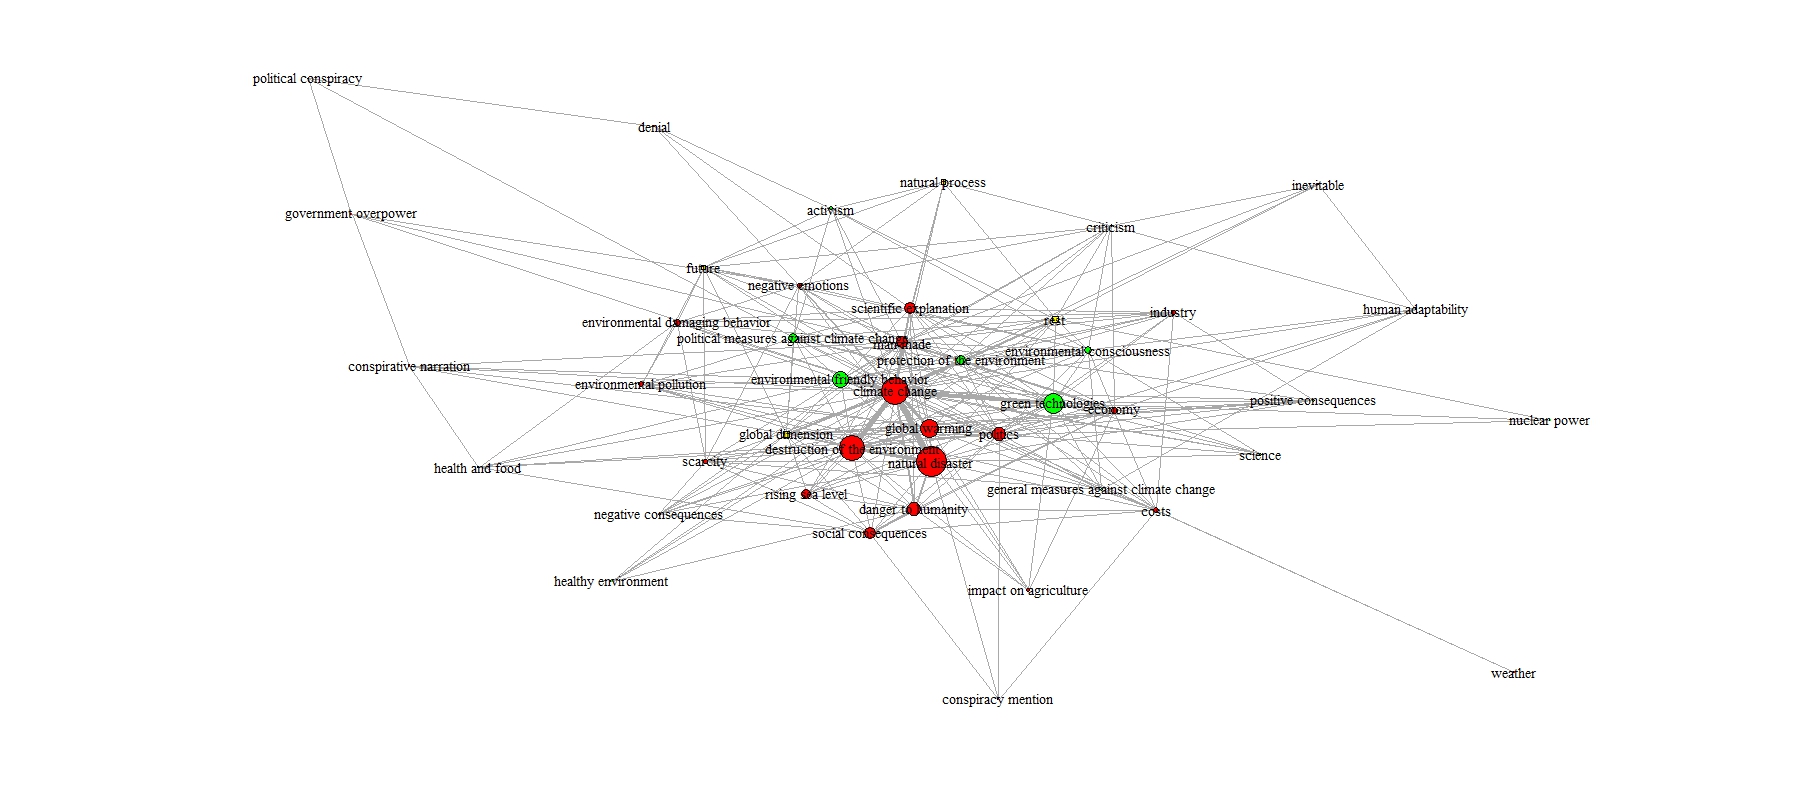 political conspiracy
denial
natural process
inevitable
activism
government overpower
criticism
future
negative emotions
scientific explanation
human adaptability
industry
rest
environmental damaging behavior
political measures against climate change
man-made
environmental consciousness
protection of the environment
conspirative narration
environmental friendly behavior
environmental pollution
climate change
positive consequences
green technologies
economy
nuclear power
global warming
global dimension
politics
destruction of the environment
science
scarcity
natural disaster
health and food
general measures against climate change
rising sea level
danger to humanity
costs
negative consequences
social consequences
healthy environment
impact on agriculture
weather
conspiracy mention